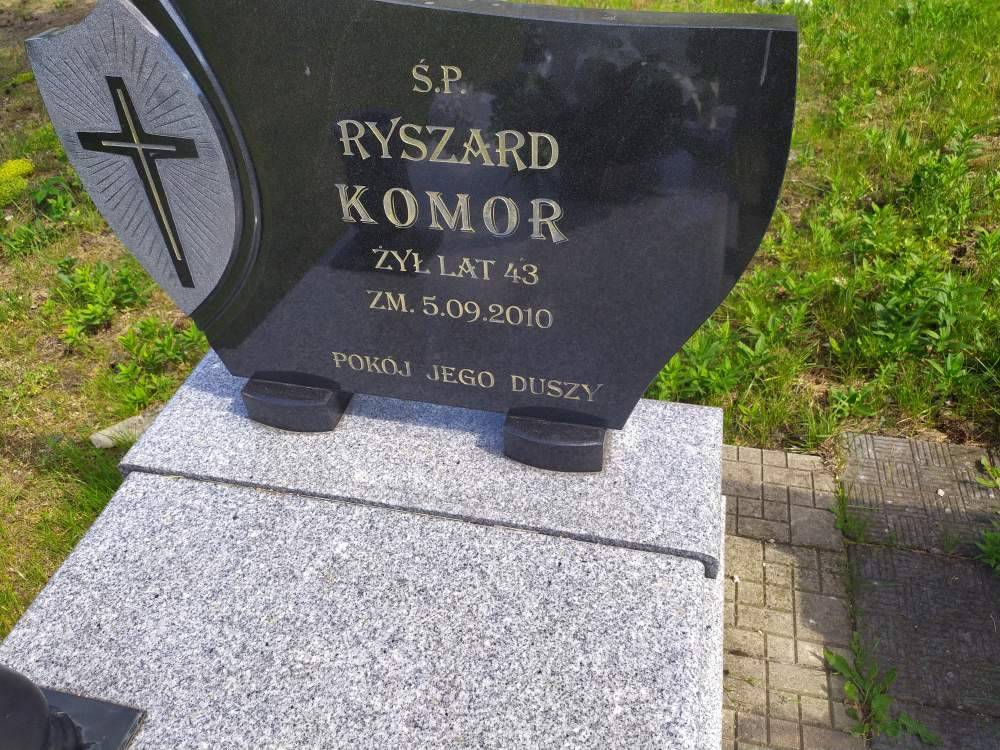 Ś.P.
RYSZARD
KOMOR
ŻYŁ LAT 43
ZM. 5.09.2010
POKÓJ JEGO DUSZY